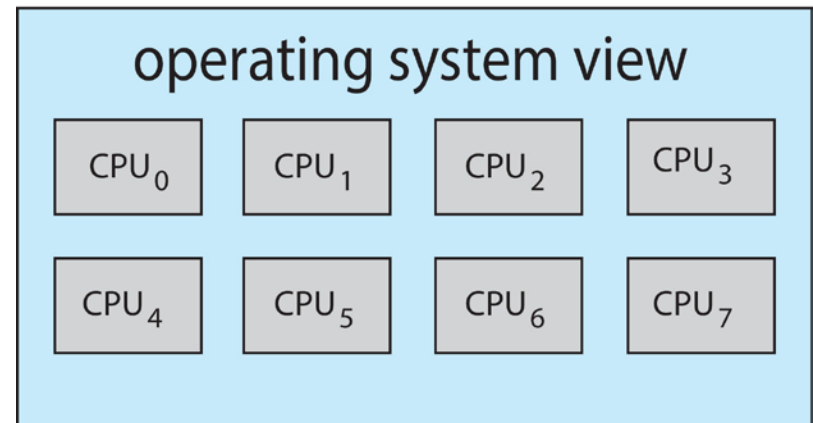 operating system view
CPU₀ CPU₁ CPU₂ CPU₃
CPU₄ CPU₅ CPU₆ CPU₇